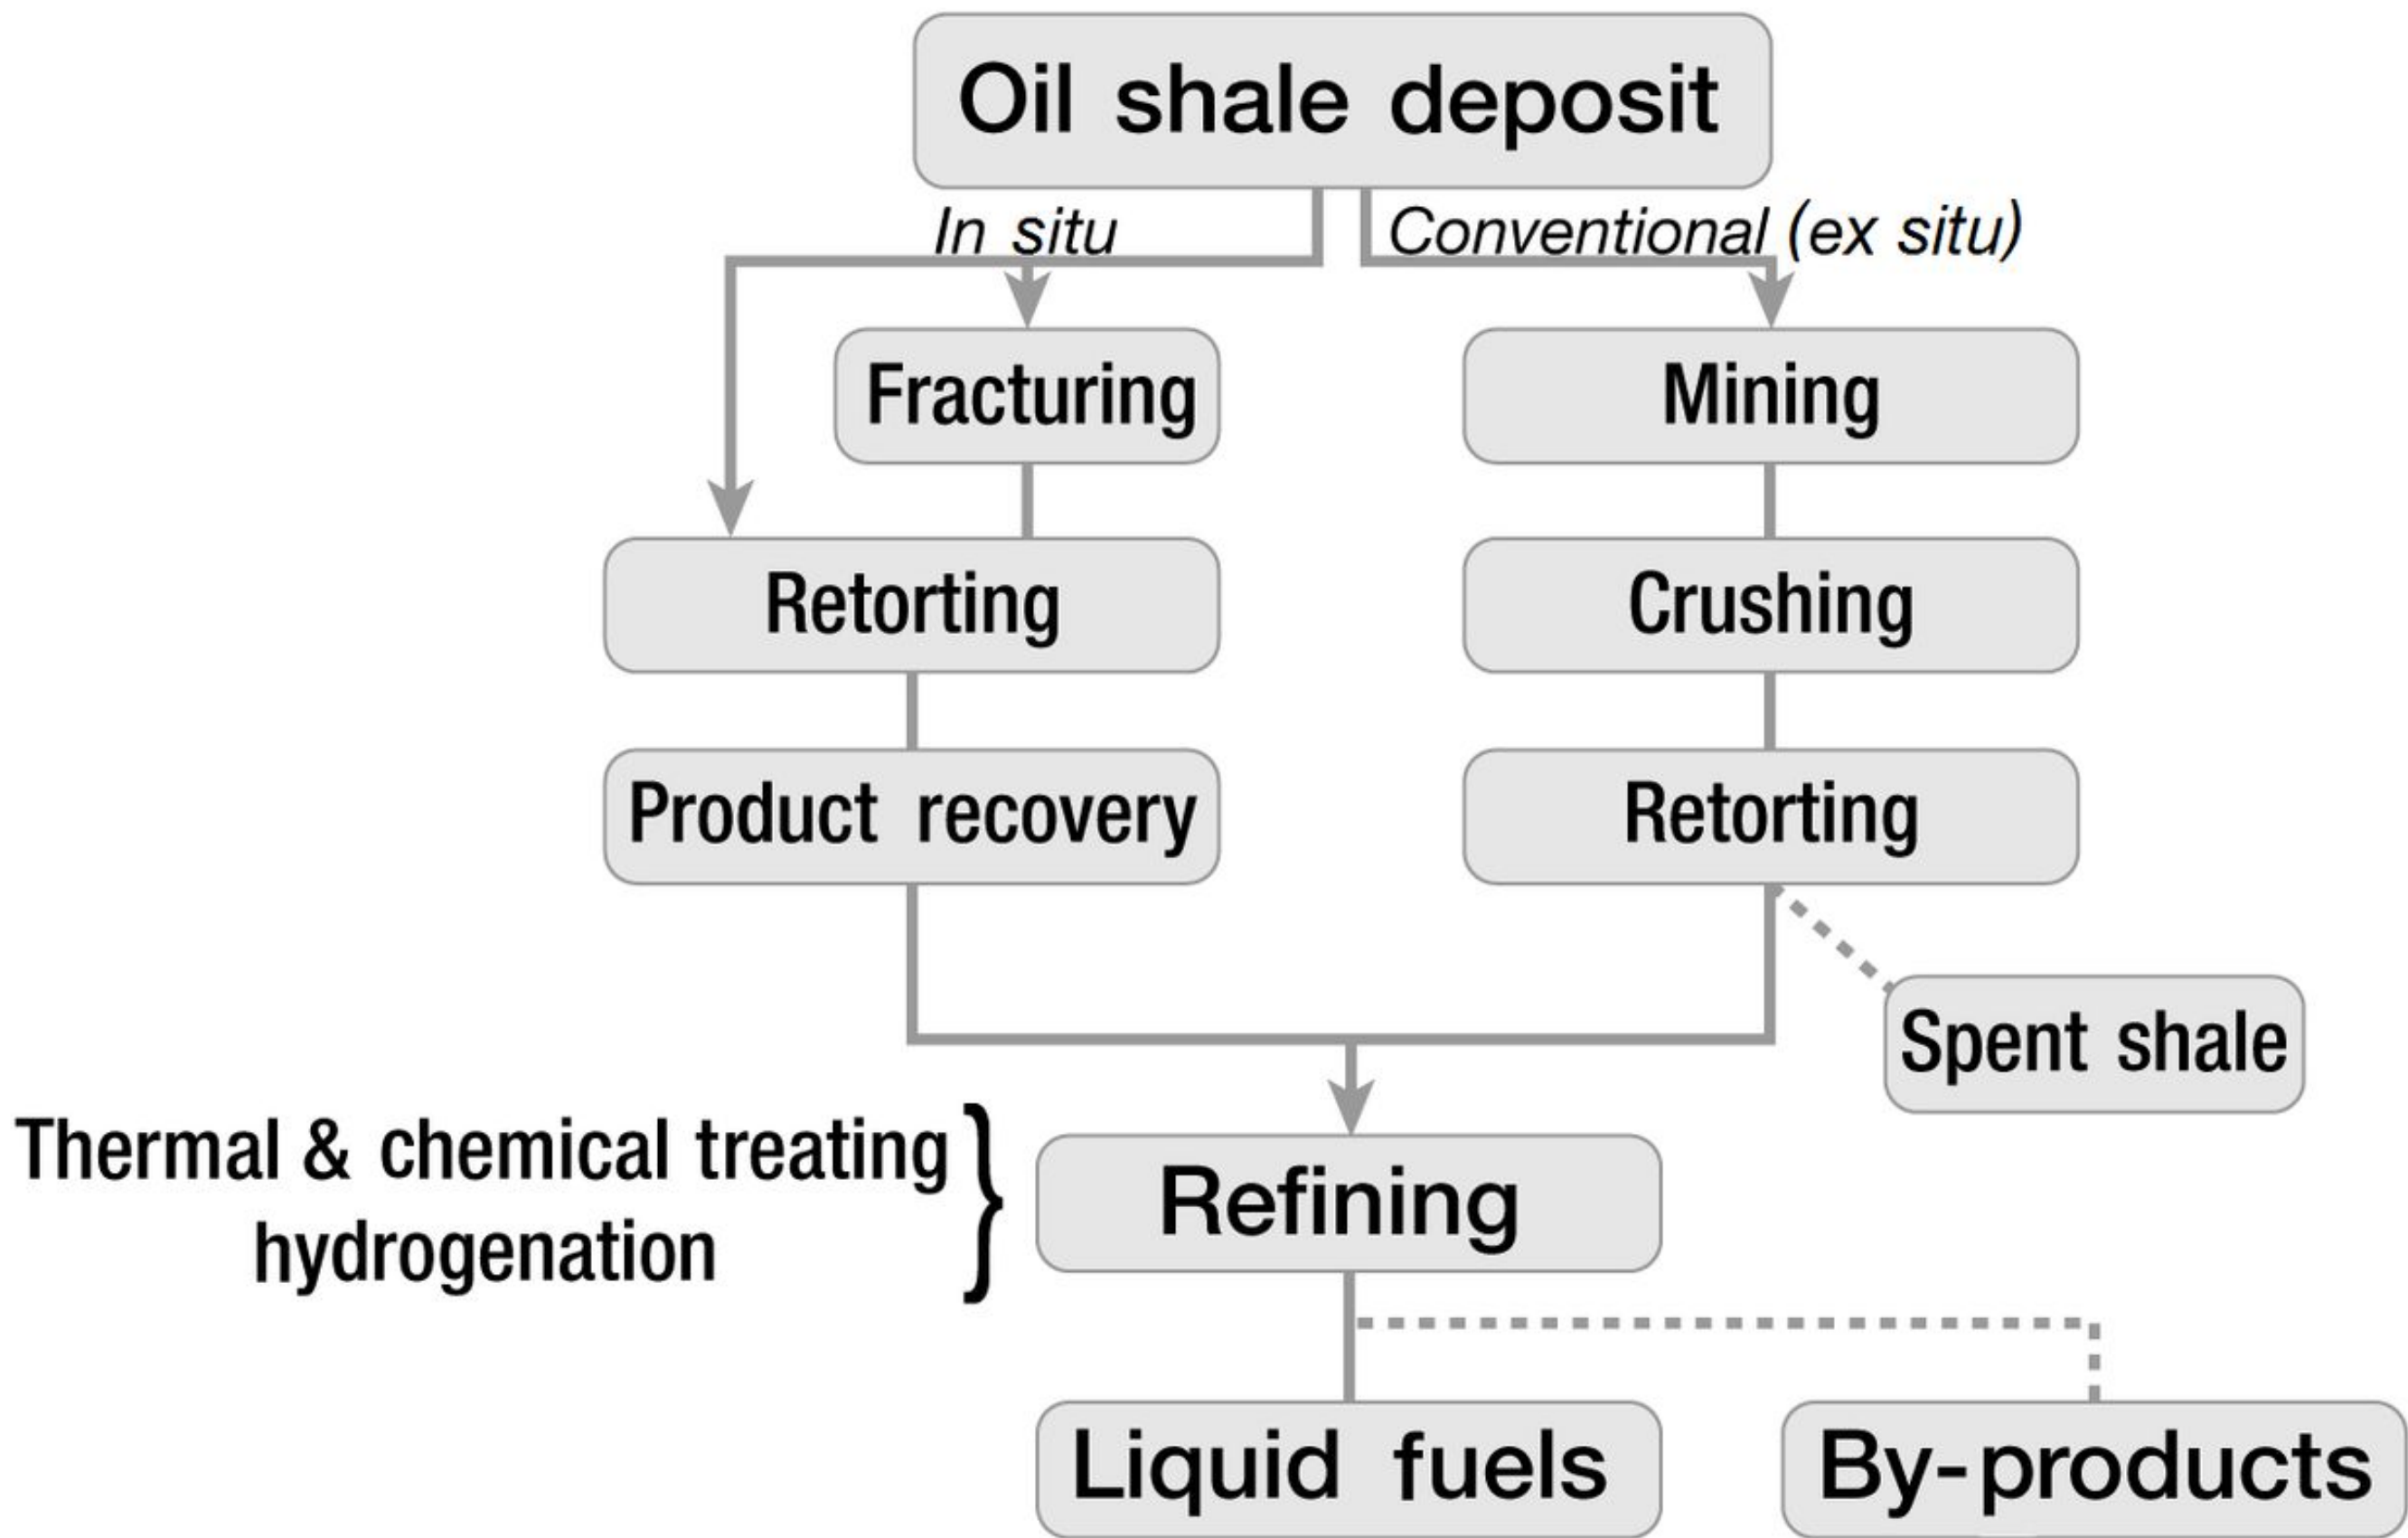 Oil shale deposit
In situ
Conventional (ex situ)
Fracturing
Mining
Retorting
Crushing
Product recovery
Retorting
Spent shale
Thermal & chemical treating
hydrogenation
}
Refining
Liquid fuels
By-products